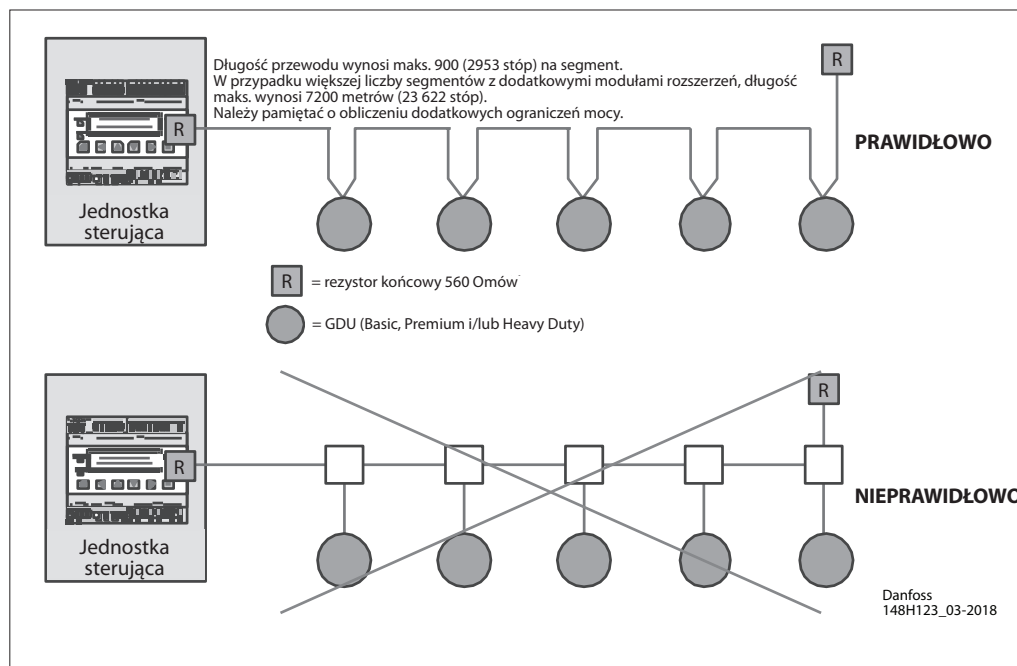 Długość przewodu wynosi maks. 900 (2953 stóp) na segment.
W przypadku większej liczby segmentów z dodatkowymi modułami rozszerzeń, długość
maks. wynosi 7200 metrów (23 622 stóp).
Należy pamiętać o obliczeniu dodatkowych ograniczeń mocy.
R
R
PRAWIDŁOWO
Jednostka
sterująca
R = rezystor końcowy 560 Omów
= GDU (Basic, Premium i/lub Heavy Duty)
R
R
NIEPRAWIDŁOWO
Jednostka
sterująca
Danfoss
148H123_03-2018